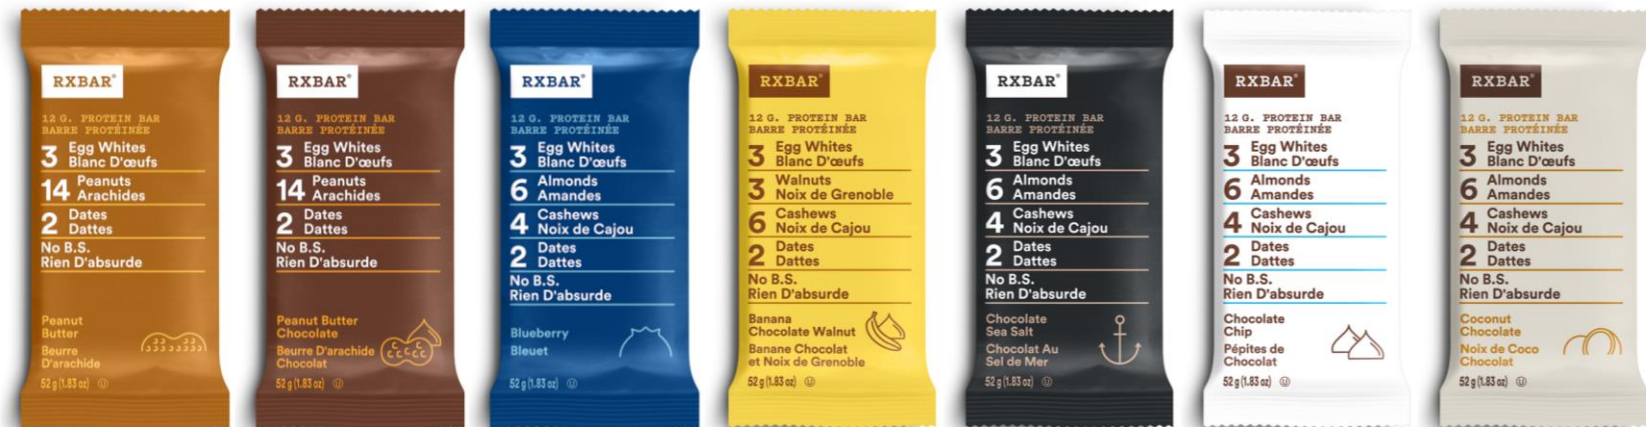 RXBAR®
12 G. PROTEIN BAR
BARRE PROTÉINÉE
3 Egg Whites
Blanc D'œufs
14 Peanuts
Arachides
2 Dates
Dattes
No B.S.
Rien D'absurde
Peanut
Butter
Beurre
D'arachide
52 g (1.83 oz) U
RXBAR®
12 G. PROTEIN BAR
BARRE PROTÉINÉE
3 Egg Whites
Blanc D'œufs
14 Peanuts
Arachides
2 Dates
Dattes
No B.S.
Rien D'absurde
Peanut Butter
Chocolate
Beurre D'arachide
Chocolat
52 g (1.83 oz) U
RXBAR®
12 G. PROTEIN BAR
BARRE PROTÉINÉE
3 Egg Whites
Blanc D'œufs
6 Almonds
Amandes
4 Cashews
Noix de Cajou
2 Dates
Dattes
No B.S.
Rien D'absurde
Blueberry
Bleuet
52 g (1.83 oz) U
RXBAR®
12 G. PROTEIN BAR
BARRE PROTÉINÉE
3 Egg Whites
Blanc D'œufs
3 Walnuts
Noix de Grenoble
6 Cashews
Noix de Cajou
2 Dates
Dattes
No B.S.
Rien D'absurde
Banana
Chocolate Walnut
Banane Chocolat
et Noix de Grenoble
52 g (1.83 oz) U
RXBAR®
12 G. PROTEIN BAR
BARRE PROTÉINÉE
3 Egg Whites
Blanc D'œufs
6 Almonds
Amandes
4 Cashews
Noix de Cajou
2 Dates
Dattes
No B.S.
Rien D'absurde
Chocolate
Sea Salt
Chocolat Au
Sel de Mer
52 g (1.83 oz) U
RXBAR®
12 G. PROTEIN BAR
BARRE PROTÉINÉE
3 Egg Whites
Blanc D'œufs
6 Almonds
Amandes
4 Cashews
Noix de Cajou
2 Dates
Dattes
No B.S.
Rien D'absurde
Chocolate
Chip
Pépites de
Chocolat
52 g (1.83 oz) U
RXBAR®
12 G. PROTEIN BAR
BARRE PROTÉINÉE
3 Egg Whites
Blanc D'œufs
6 Almonds
Amandes
4 Cashews
Noix de Cajou
2 Dates
Dattes
No B.S.
Rien D'absurde
Coconut
Chocolate
Noix de Coco
Chocolat
52 g (1.83 oz) U